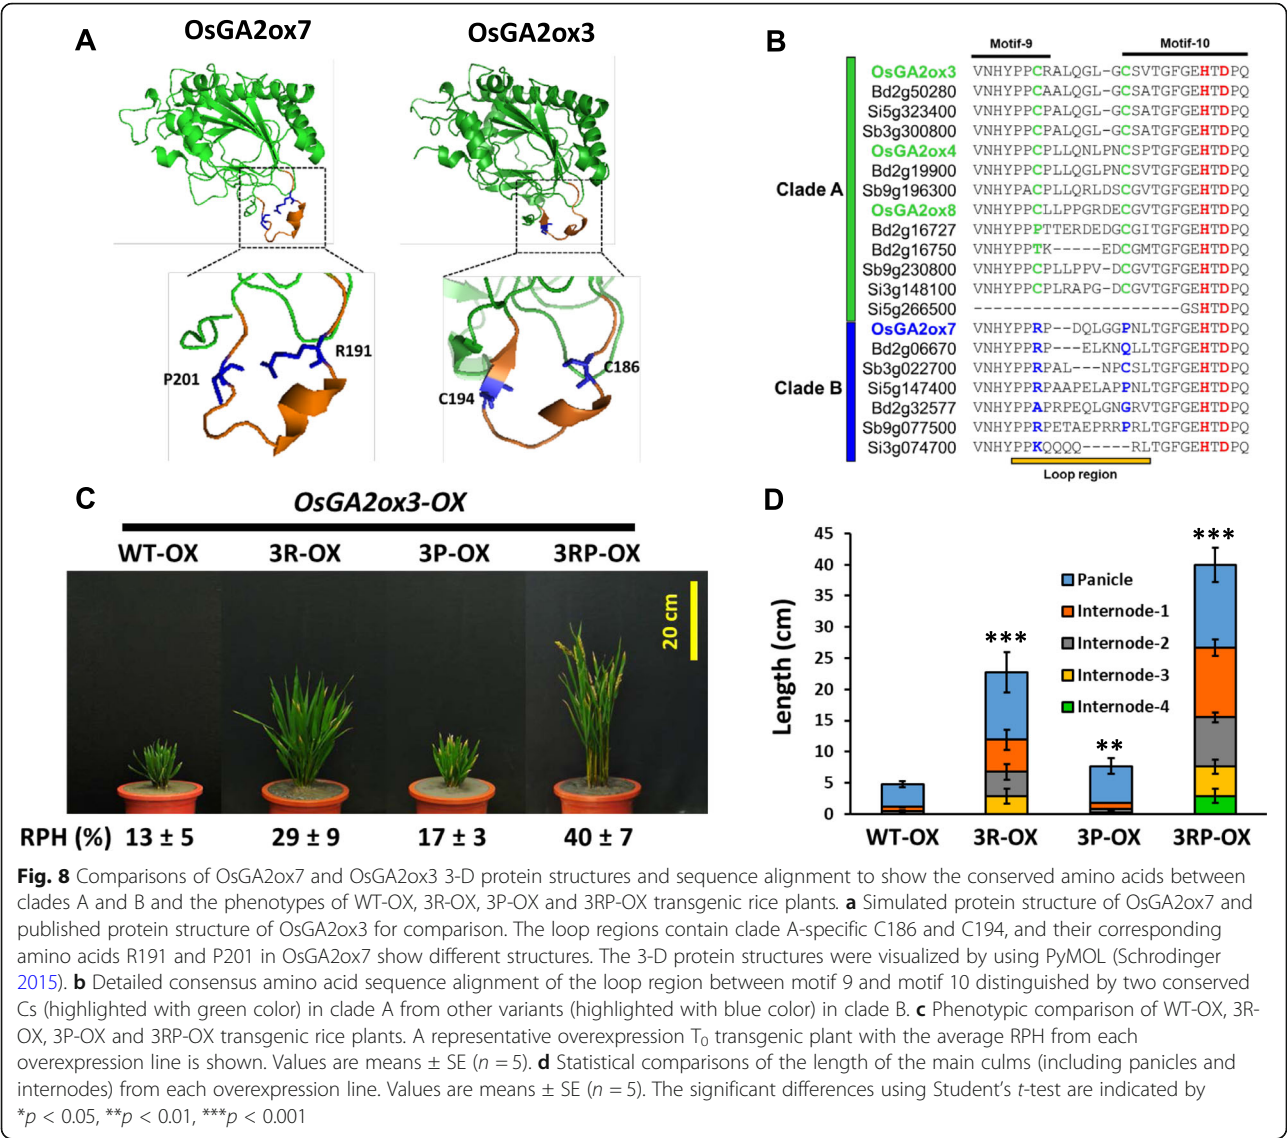 A
OsGA2ox7
OsGA2ox3
P201
R191
C194
C186
B
Motif-9
Motif-10
Clade A
OsGA2ox3 VNHYPPCRALQGLG-GCSVTGFGEHTDPQ
Bd2g50280 VNHYPPCAALQGL-GCSATGFGEHTDPQ
Si5g323400 VNHYPPCPALQGL-GCSATGFGEHTDPQ
Sb3g300800 VNHYPPCPALQGL-GCSATGFGEHTDPQ
OsGA2ox4 VNHYPPCPLLQNLPNCSPTGFGEHTDPQ
Bd2g19900 VNHYPPCPLLQGLPNCSVTGFGEHTDPQ
Sb9g196300 VNHYPACPLLQRLDSCGVTGFGEHTDPQ
OsGA2ox8 VNHYPPCLLPPGRDECGVTGFGEHTDPQ
Bd2g16727 VNHYPPPTTERDEDGCGITGFGEHTDPQ
Bd2g16750 VNHYPPTK-----EDCGMTGFGEHTDPQ
Sb9g230800 VNHYPPCPLLPPV-DCGVTGFGEHTDPQ
Si3g148100 VNHYPPCPLRAPG-DCGVTGFGEHTDPQ
Si5g266500 ---------------------GSHTDPQ
Clade B
OsGA2ox7 VNHYPPRP--DQLGGPNLTGFGEHTDPQ
Bd2g06670 VNHYPPRP---ELKNQLLTGFGEHTDPQ
Sb3g022700 VNHYPPRPAL---NPCSLTGFGEHTDPQ
Si5g147400 VNHYPPRPAAPELAPPNLTGFGEHTDPQ
Bd2g32577 VNHYPPAPRPEQLGNGRVTGFGEHTDPQ
Sb9g077500 VNHYPPRPETAEPRRPRLTGFGEHTDPQ
Si3g074700 VNHYPPKQQQQ-----RLTGFGEHTDPQ
Loop region
C
OsGA2ox3-OX
WT-OX 3R-OX 3P-OX 3RP-OX
20 cm
RPH (%) 13 ± 5 29 ± 9 17 ± 3 40 ± 7
D
Length (cm)
45
40
35
30
25
20
15
10
5
0
***
**
***
Panicle
Internode-1
Internode-2
Internode-3
Internode-4
WT-OX 3R-OX 3P-OX 3RP-OX
Fig. 8 Comparisons of OsGA2ox7 and OsGA2ox3 3-D protein structures and sequence alignment to show the conserved amino acids between
clades A and B and the phenotypes of WT-OX, 3R-OX, 3P-OX and 3RP-OX transgenic rice plants. a Simulated protein structure of OsGA2ox7 and
published protein structure of OsGA2ox3 for comparison. The loop regions contain clade A-specific C186 and C194, and their corresponding
amino acids R191 and P201 in OsGA2ox7 show different structures. The 3-D protein structures were visualized by using PyMOL (Schrodinger
2015). b Detailed consensus amino acid sequence alignment of the loop region between motif 9 and motif 10 distinguished by two conserved
Cs (highlighted with green color) in clade A from other variants (highlighted with blue color) in clade B. c Phenotypic comparison of WT-OX, 3R-
OX, 3P-OX and 3RP-OX transgenic rice plants. A representative overexpression T0 transgenic plant with the average RPH from each
overexpression line is shown. Values are means ± SE (n = 5). d Statistical comparisons of the length of the main culms (including panicles and
internodes) from each overexpression line. Values are means ± SE (n = 5). The significant differences using Student's t-test are indicated by
*p < 0.05, **p < 0.01, ***p < 0.001